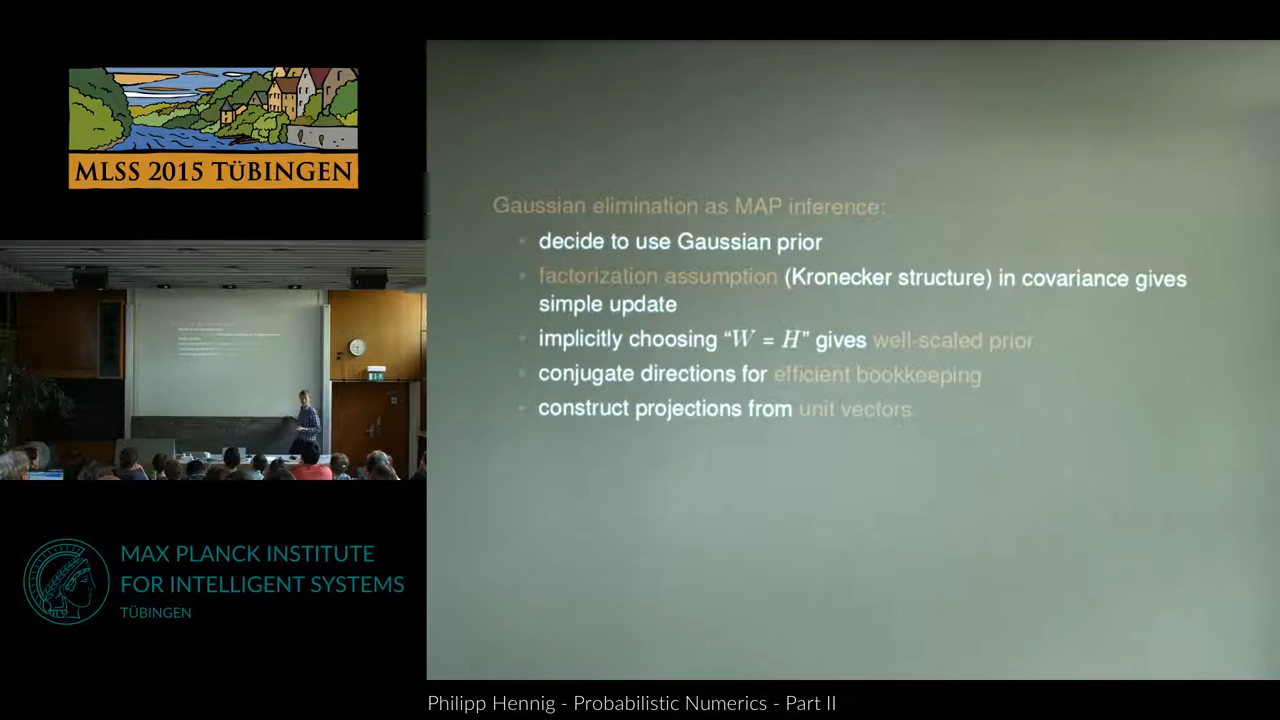 MLSS 2015 TÜBINGEN
Gaussian elimination as MAP inference:
decide to use Gaussian prior
factorization assumption (Kronecker structure) in covariance gives
simple update
implicitly choosing “W = H” gives well-scaled prior
conjugate directions for efficient bookkeeping
construct projections from unit vectors
MAX PLANCK INSTITUTE
FOR INTELLIGENT SYSTEMS
TÜBINGEN
Philipp Hennig - Probabilistic Numerics - Part II